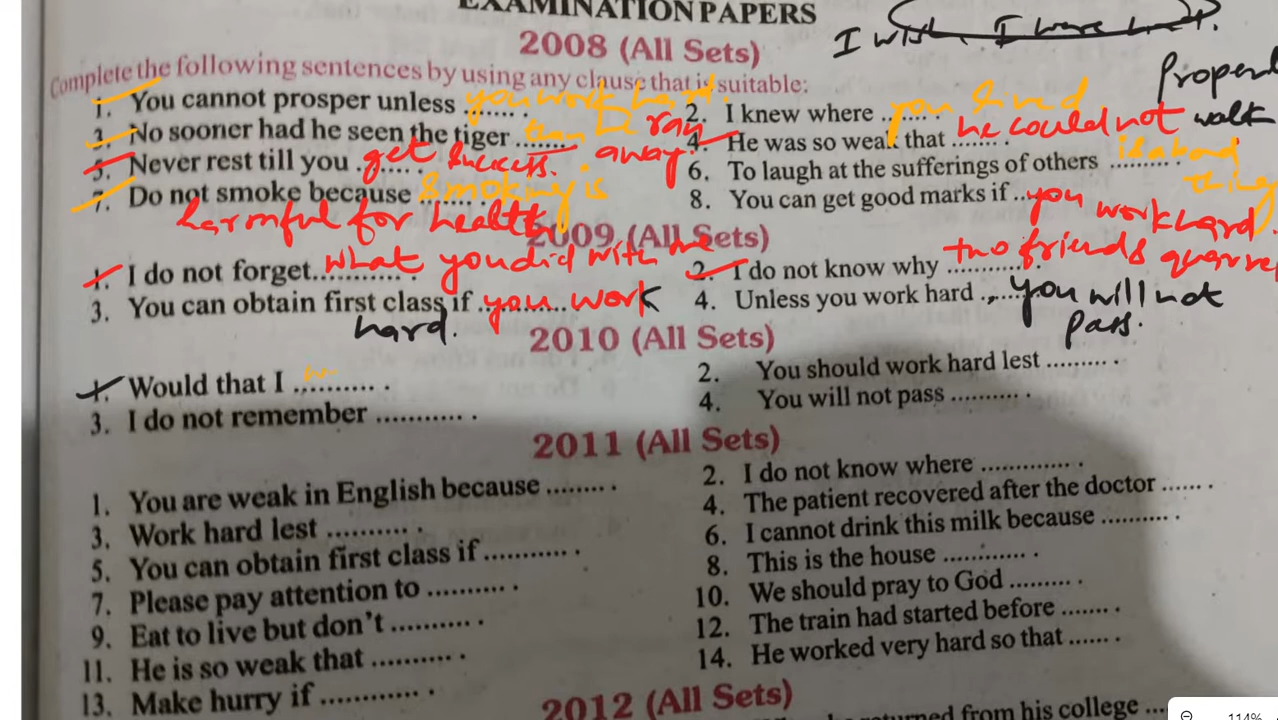 EXAMINATION PAPERS
I wish I were
2008 (All Sets)
Complete the following sentences by using any clause that is suitable:
1. You cannot prosper unless ........ you work hard.
2. I knew where ........ you lived
3. No sooner had he seen the tiger ........ than he ran away.
4. He was so weak that ........ he could not walk
5. Never rest till you ........ get success.
6. To laugh at the sufferings of others .......... is a bad thing
7. Do not smoke because ........ smoking is harmful for health
8. You can get good marks if .. you work hard.
2009 (All Sets)
1. I do not forget............ what you did with me
2. I do not know why ............ two friends
3. You can obtain first class if ............ you work hard.
4. Unless you work hard ...... you will not pass.
2010 (All Sets)
1. Would that I .......... .
2. You should work hard lest ......... .
3. I do not remember ........... .
4. You will not pass .......... .
2011 (All Sets)
1. You are weak in English because ........ .
2. I do not know where ............. .
3. Work hard lest .......... .
4. The patient recovered after the doctor ...... .
5. You can obtain first class if ........... .
6. I cannot drink this milk because .......... .
7. Please pay attention to .......... .
8. This is the house ............ .
9. Eat to live but don't .......... .
10. We should pray to God ......... .
11. He is so weak that .......... .
12. The train had started before ....... .
13. Make hurry if ............ .
14. He worked very hard so that ...... .
2012 (All Sets)
returned from his college ...
114%